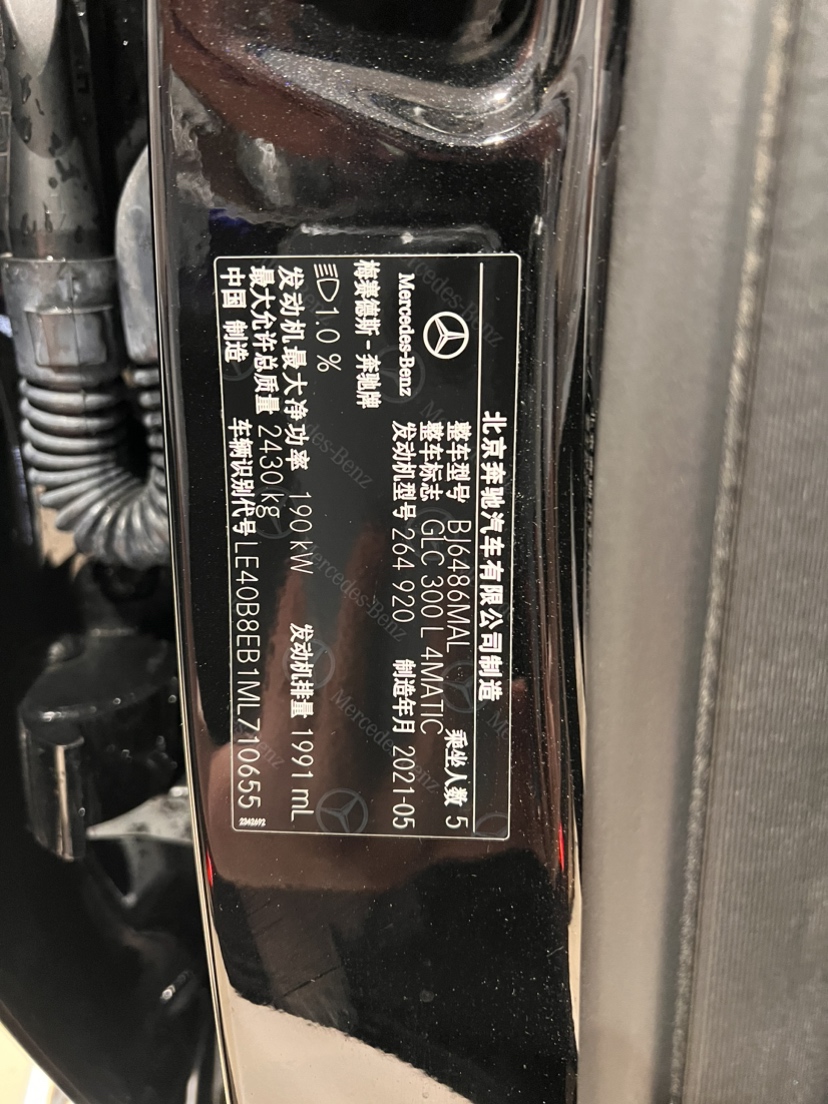 北京奔驰汽车有限公司制造
Mercedes-Benz
整车型号 BJ6486MAL 乘坐人数 5
整车标志 GLC 300 L 4MATIC
发动机型号 264 920 制造年月 2021-05
梅赛德斯-奔驰牌
1.0 %
发动机最大净功率 190 kW 发动机排量 1991 mL
最大允许总质量 2430 kg
中国 制造 车辆识别代号 LE40B8EB1ML710655